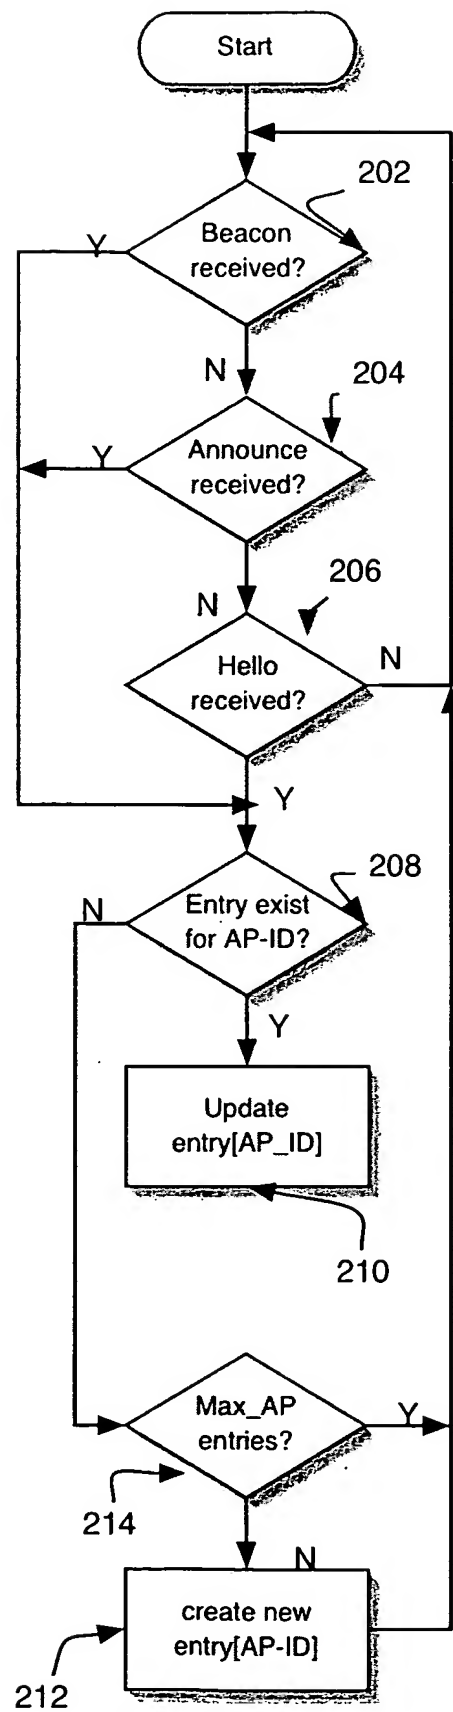 Start
202
Beacon
received?
Y
N
204
Announce
received?
Y
N
206
Hello
received?
N
Y
208
Entry exist
for AP-ID?
N
Y
Update
entry[AP_ID]
210
Max_AP
entries?
Y
214
N
create new
entry[AP-ID]
212